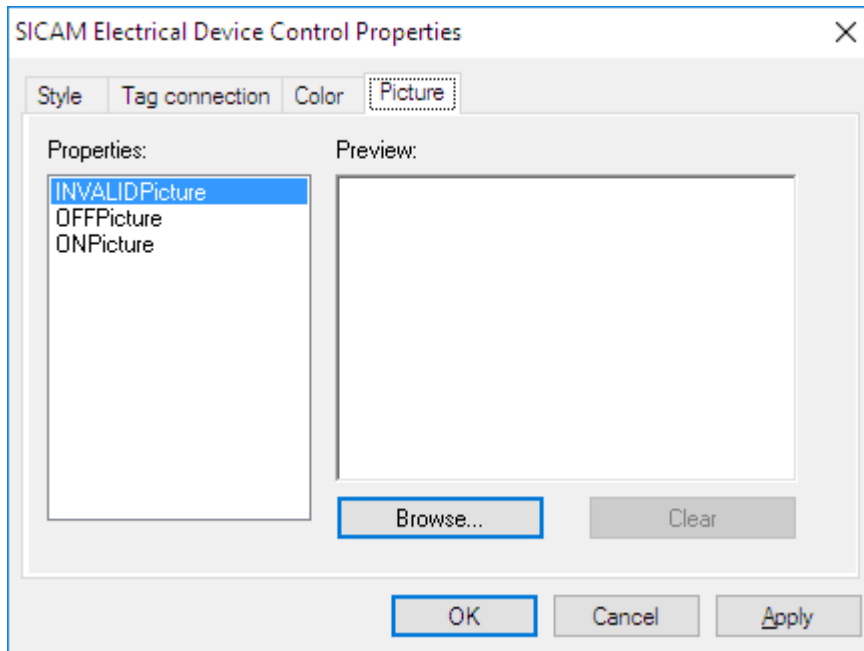 SICAM Electrical Device Control Properties
Style Tag connection Color Picture
Properties: Preview:
INVALIDPicture
OFFPicture
ONPicture
Browse... Clear
OK Cancel Apply